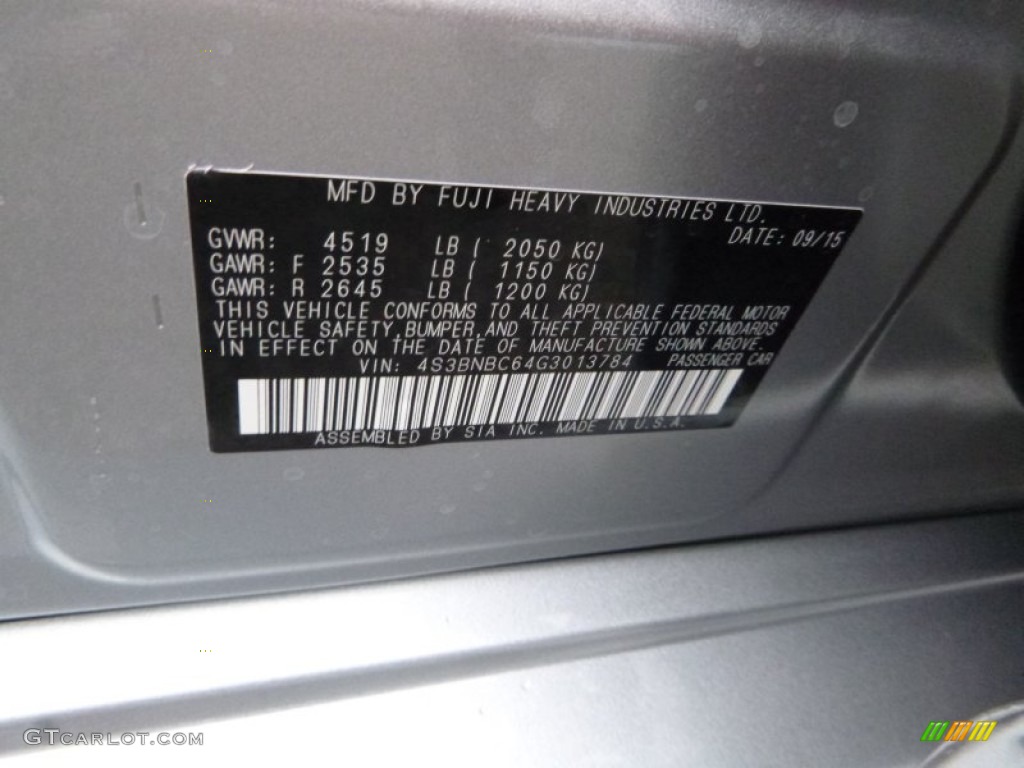 MFD BY FUJI HEAVY INDUSTRIES LTD.
DATE: 09/15
GVWR: 4519 LB ( 2050 KG)
GAWR: F 2535 LB ( 1150 KG)
GAWR: R 2645 LB ( 1200 KG)
THIS VEHICLE CONFORMS TO ALL APPLICABLE FEDERAL MOTOR
VEHICLE SAFETY, BUMPER, AND THEFT PREVENTION STANDARDS
IN EFFECT ON THE DATE OF MANUFACTURE SHOWN ABOVE.
VIN: 4S3BNBC64G3013784 PASSENGER CAR
ASSEMBLED BY SIA INC. MADE IN U.S.A.
GTCARLOT.COM